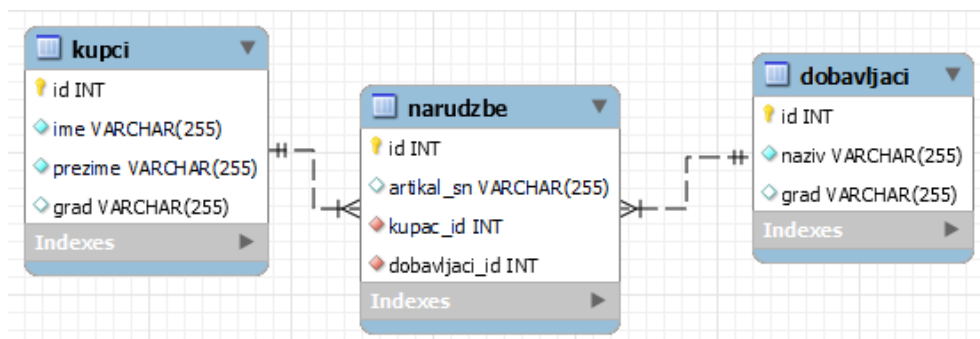 kupci
id INT
ime VARCHAR(255)
prezime VARCHAR(255)
grad VARCHAR(255)
Indexes
narudzbe
id INT
artikal_sn VARCHAR(255)
kupac_id INT
dobavljaci_id INT
Indexes
dobavljaci
id INT
naziv VARCHAR(255)
grad VARCHAR(255)
Indexes